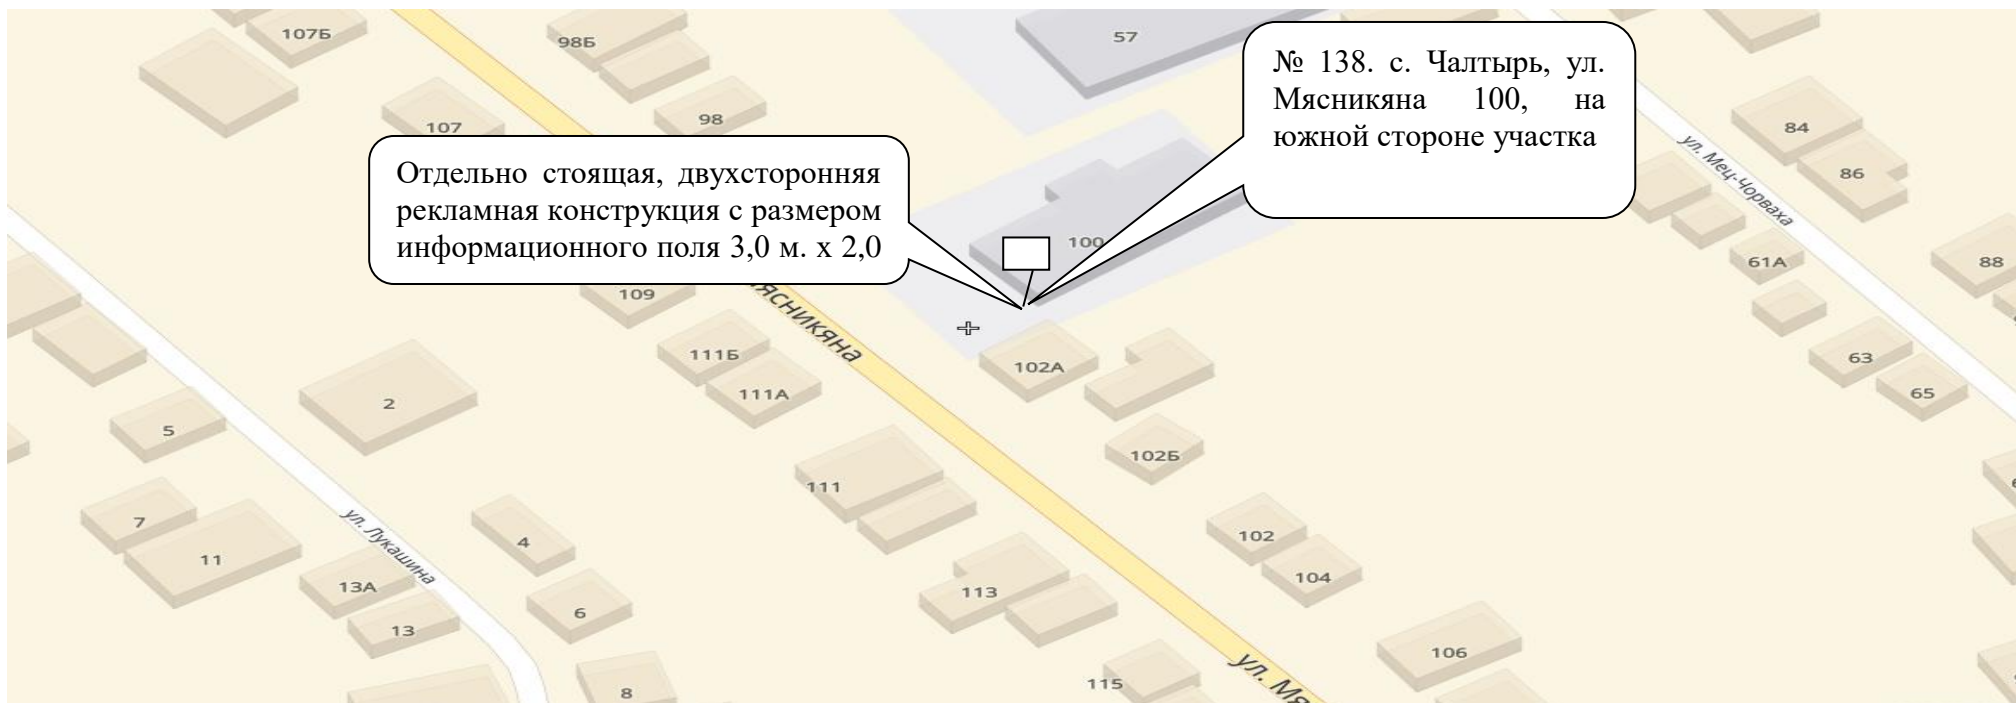 107Б
98Б
57
№ 138. с. Чалтырь, ул.
Мясникяна 100, на
южной стороне участка
107
98
84
ул. Мец-Чорваха
86
Отдельно стоящая, двухсторонняя
рекламная конструкция с размером
информационного поля 3,0 м. х 2,0
100
61А
88
109
ясникяна
111Б
102А
63
111А
65
2
5
102Б
111
7
4
102
11
ул. Лукашина
104
13А
113
6
13
106
ул. Мя
115
8